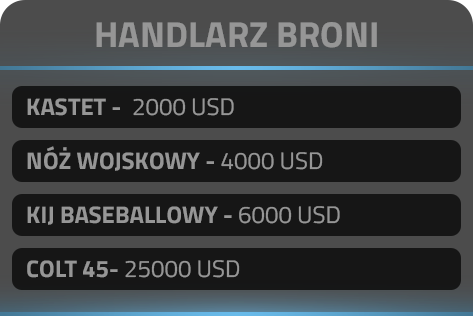 HANDLARZ BRONI
KASTET - 2000 USD
NÓŻ WOJSKOWY - 4000 USD
KIJ BASEBALLOWY - 6000 USD
COLT 45- 25000 USD